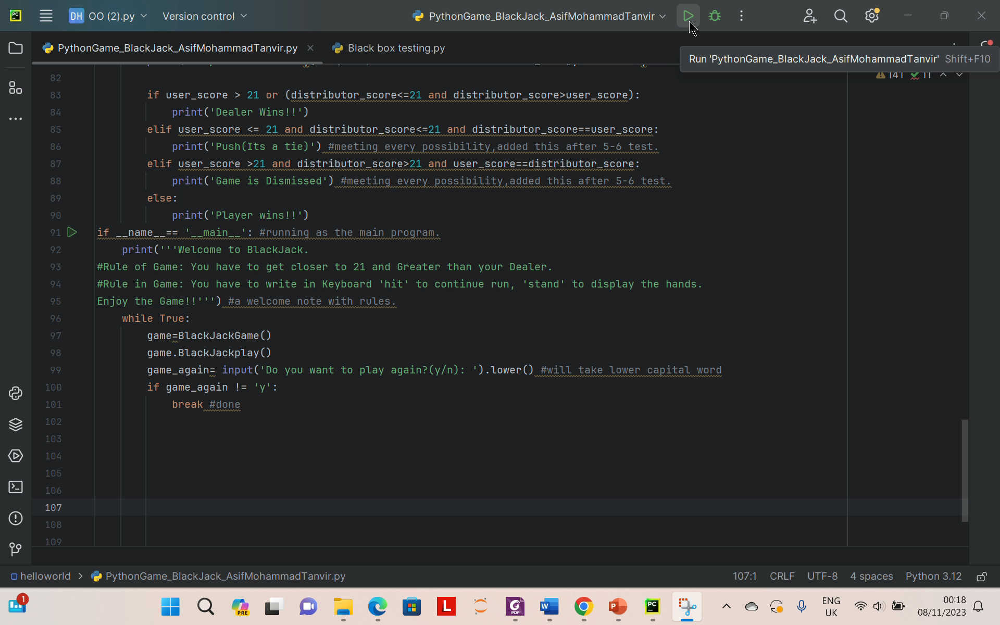 PC
DH OO (2).py Version control PythonGame_BlackJack_AsifMohammadTanvir
PythonGame_BlackJack_AsifMohammadTanvir.py Black box testing.py
Run 'PythonGame_BlackJack_AsifMohammadTanvir' Shift+F10
141 11
82
83 if user_score > 21 or (distributor_score<=21 and distributor_score>user_score):
84 print('Dealer Wins!!')
85 elif user_score <= 21 and distributor_score<=21 and distributor_score==user_score:
86 print('Push(Its a tie)') #meeting every possibility,added this after 5-6 test.
87 elif user_score >21 and distributor_score>21 and user_score==distributor_score:
88 print('Game is Dismissed') #meeting every possibility,added this after 5-6 test.
89 else:
90 print('Player wins!!')
91 if __name__== '__main__': #running as the main program.
92 print('''Welcome to BlackJack.
93 #Rule of Game: You have to get closer to 21 and Greater than your Dealer.
94 #Rule in Game: You have to write in Keyboard 'hit' to continue run, 'stand' to display the hands.
95 Enjoy the Game!!''') #a welcome note with rules.
96 while True:
97 game=BlackJackGame()
98 game.BlackJackplay()
99 game_again= input('Do you want to play again?(y/n): ').lower() #will take lower capital word
100 if game_again != 'y':
101 break #done
102
103
104
105
106
107
108
109
helloworld > PythonGame_BlackJack_AsifMohammadTanvir.py 107:1 CRLF UTF-8 4 spaces Python 3.12
1 PRE L PDF W P PC ENG UK 00:18
08/11/2023